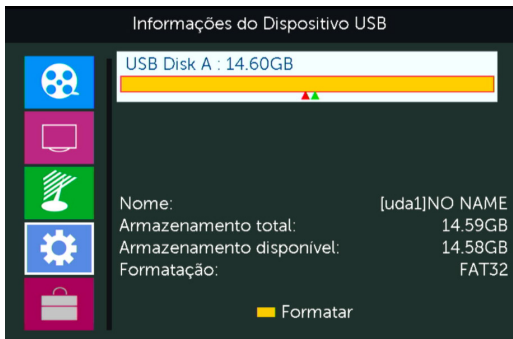 Informações do Dispositivo USB
USB Disk A : 14.60GB
Nome: [uda1]NO NAME
Armazenamento total: 14.59GB
Armazenamento disponível: 14.58GB
Formatação: FAT32
Formatar